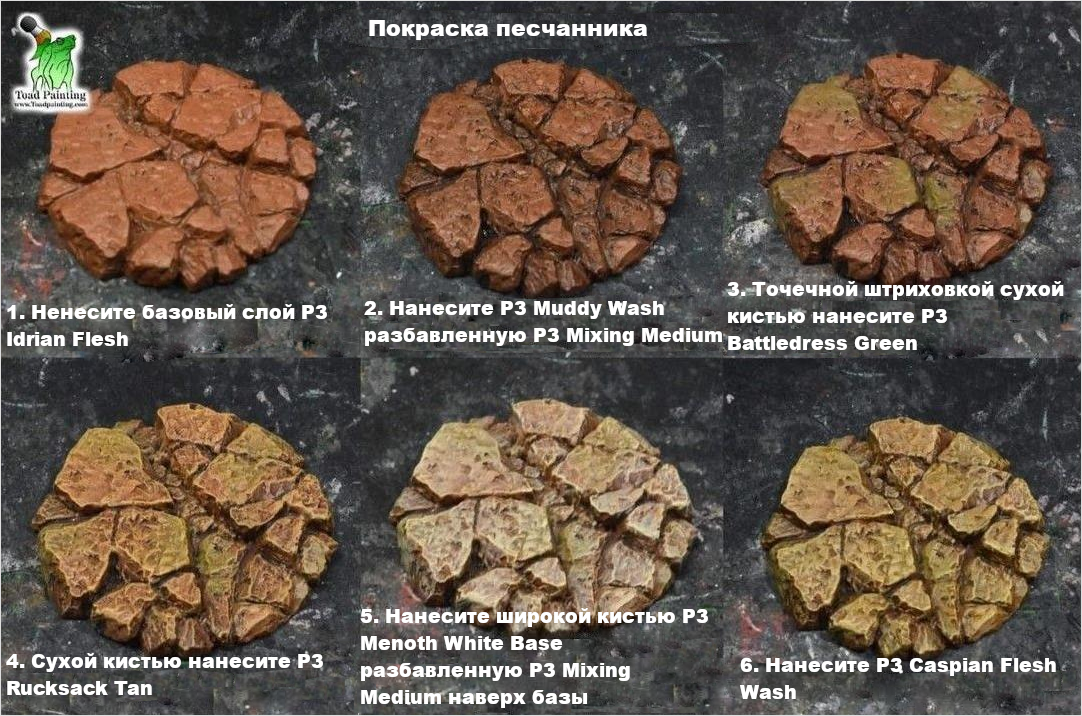 Покраска песчанника
Toad Painting
www.Toadpainting.com
1. Ненесите базовый слой P3
Idrian Flesh
2. Нанесите P3 Muddy Wash
разбавленную P3 Mixing Medium
3. Точечной штриховкой сухой
кистью нанесите P3
Battledress Green
4. Сухой кистью нанесите P3
Rucksack Tan
5. Нанесите широкой кистью P3
Menoth White Base
разбавленную P3 Mixing
Medium наверх базы
6. Нанесите P3 Caspian Flesh
Wash